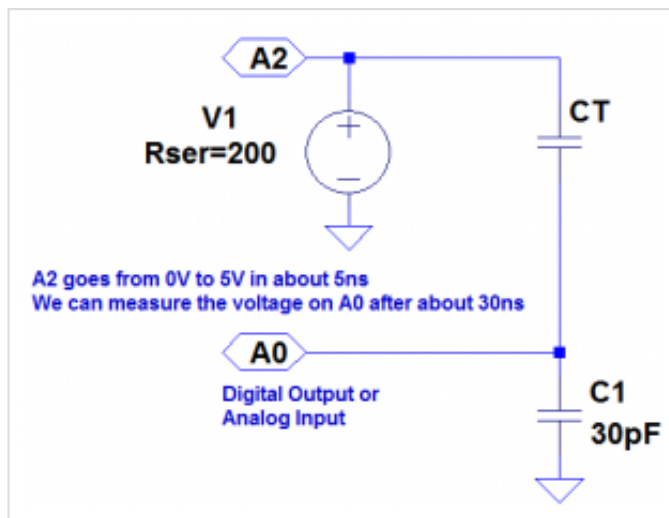 A2
CT
V1
Rser=200
A2 goes from 0V to 5V in about 5ns
We can measure the voltage on A0 after about 30ns
A0
Digital Output or
Analog Input
C1
30pF